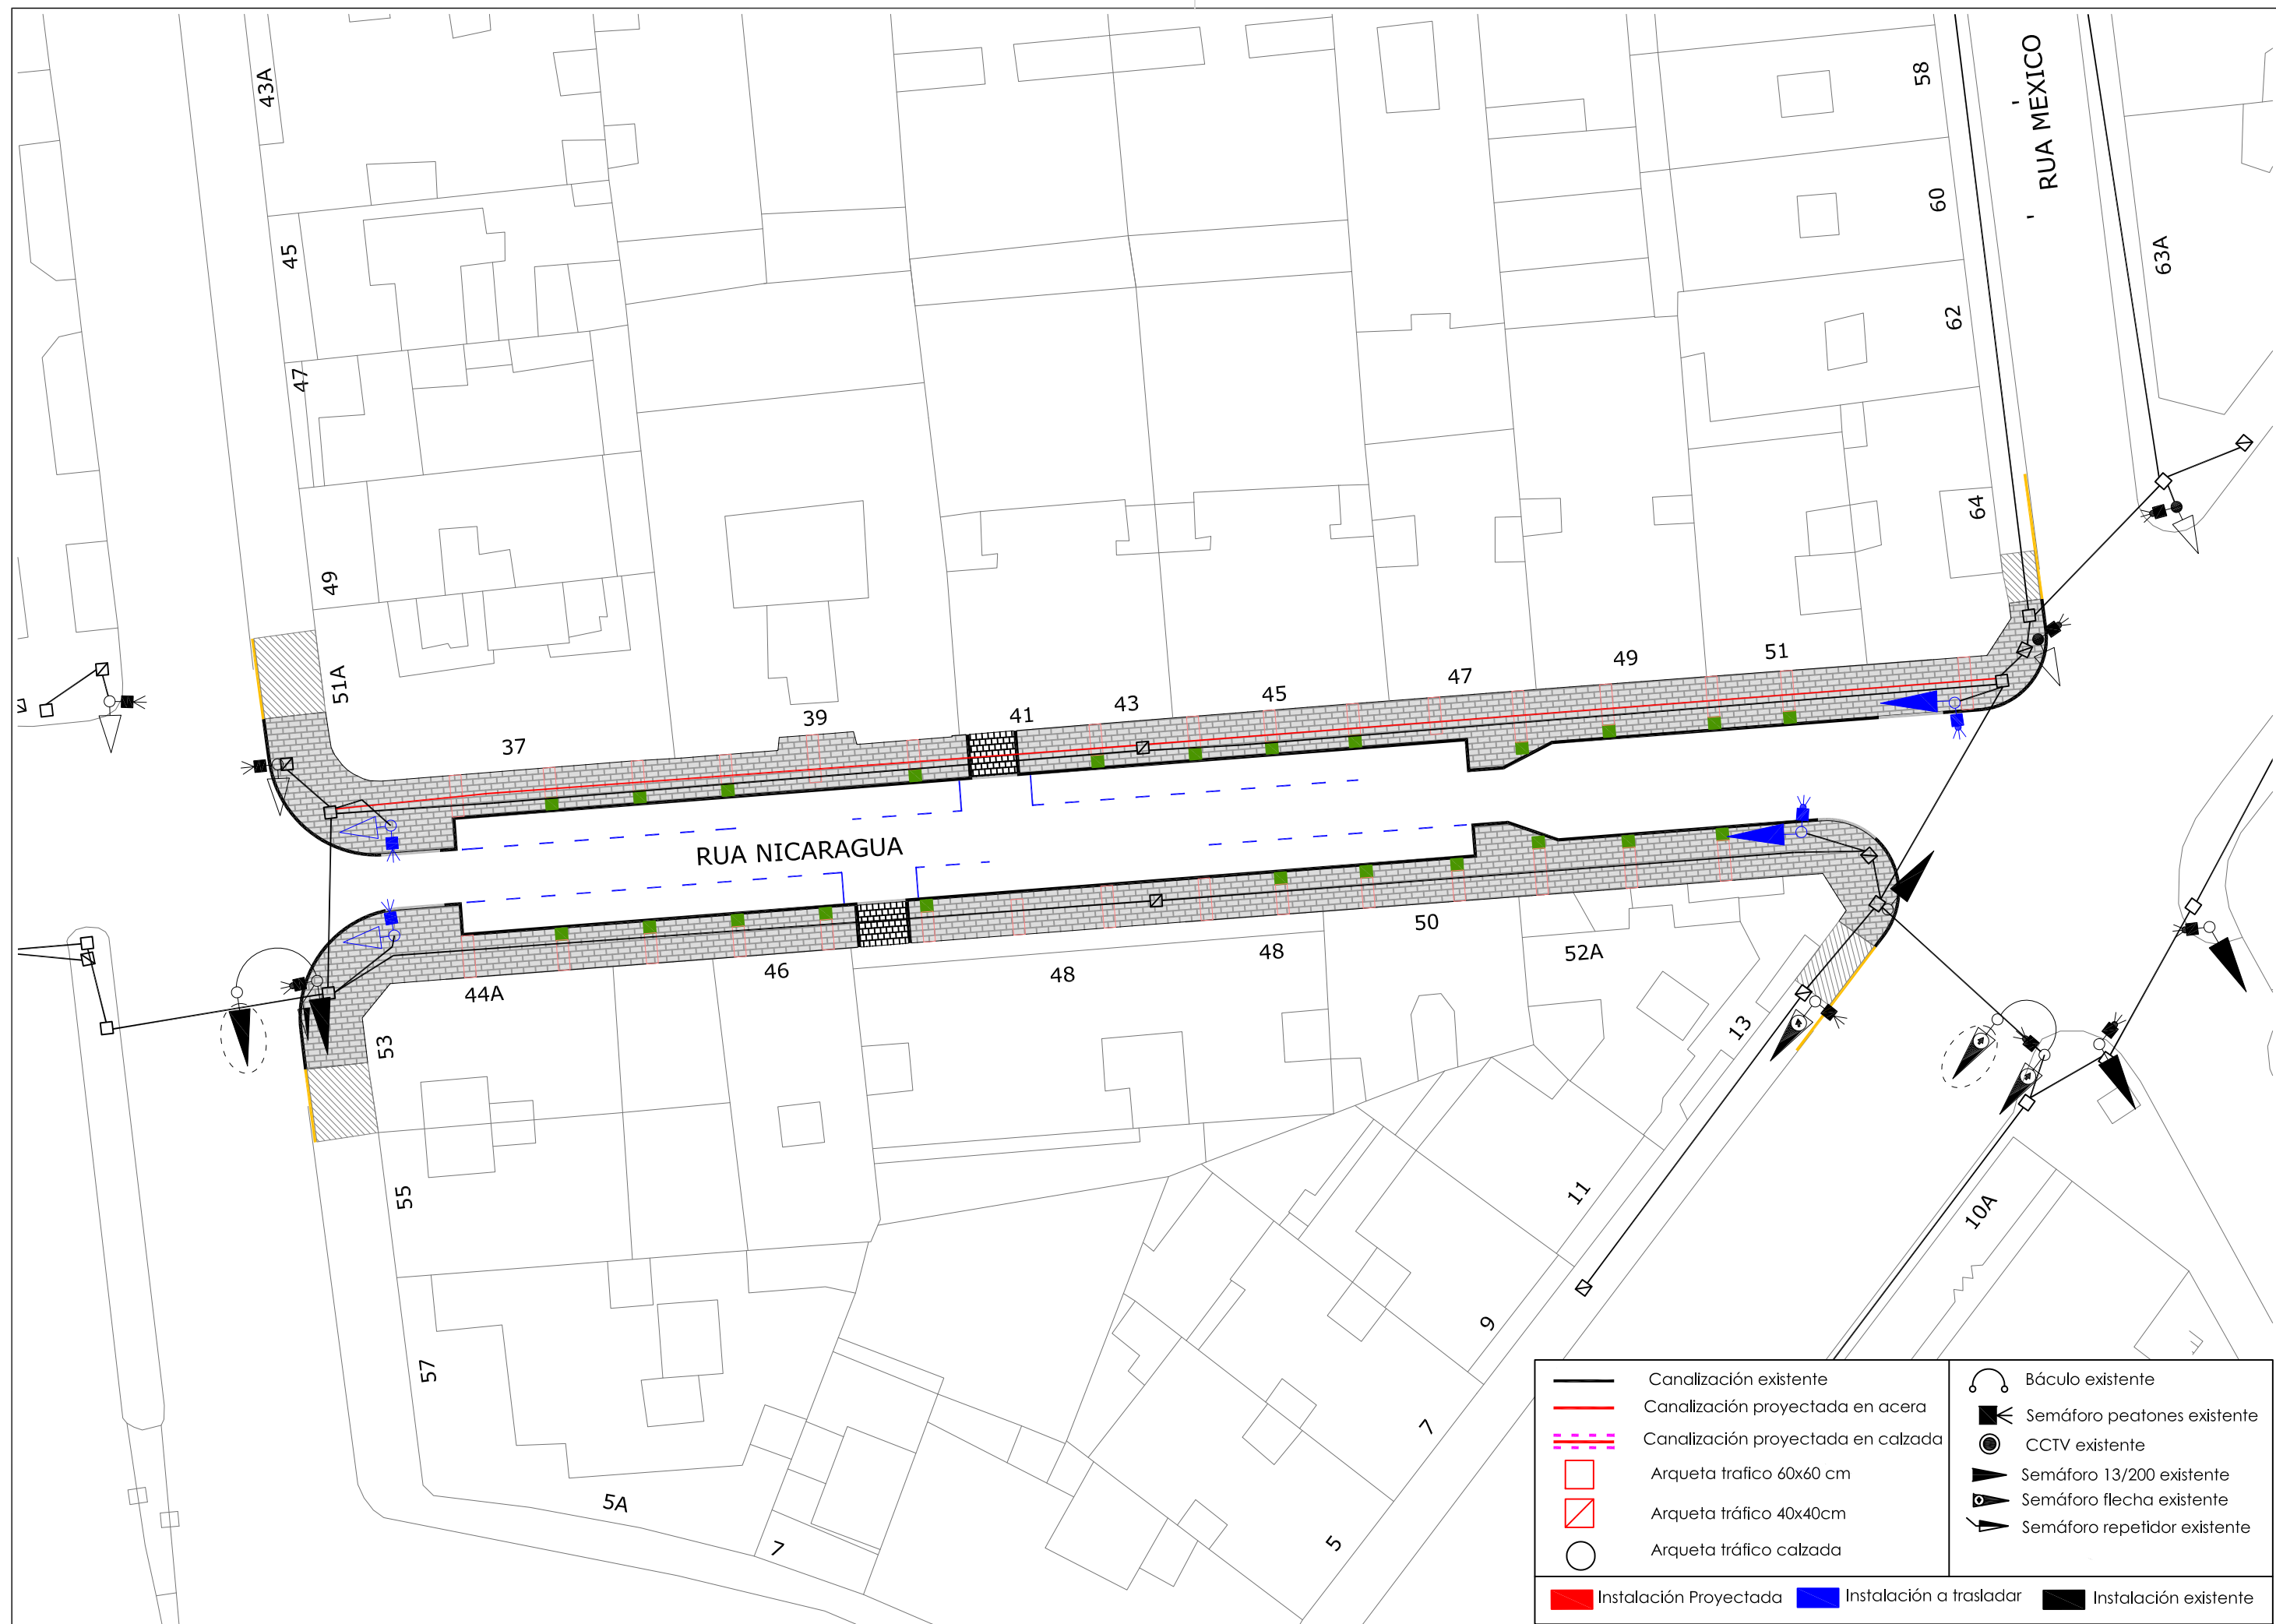 43A
58
RUA MEXICO
60
45
63A
62
47
64
49
51A
51
49
47
45
43
41
39
37
RUA NICARAGUA
50
52A
48
48
46
44A
53
13
55
11
10A
9
57
7
5A
5
7
Canalización existente
Canalización proyectada en acera
Canalización proyectada en calzada
Arqueta trafico 60x60 cm
Arqueta tráfico 40x40cm
Arqueta tráfico calzada
Báculo existente
Semáforo peatones existente
CCTV existente
Semáforo 13/200 existente
Semáforo flecha existente
Semáforo repetidor existente
Instalación Proyectada
Instalación a trasladar
Instalación existente